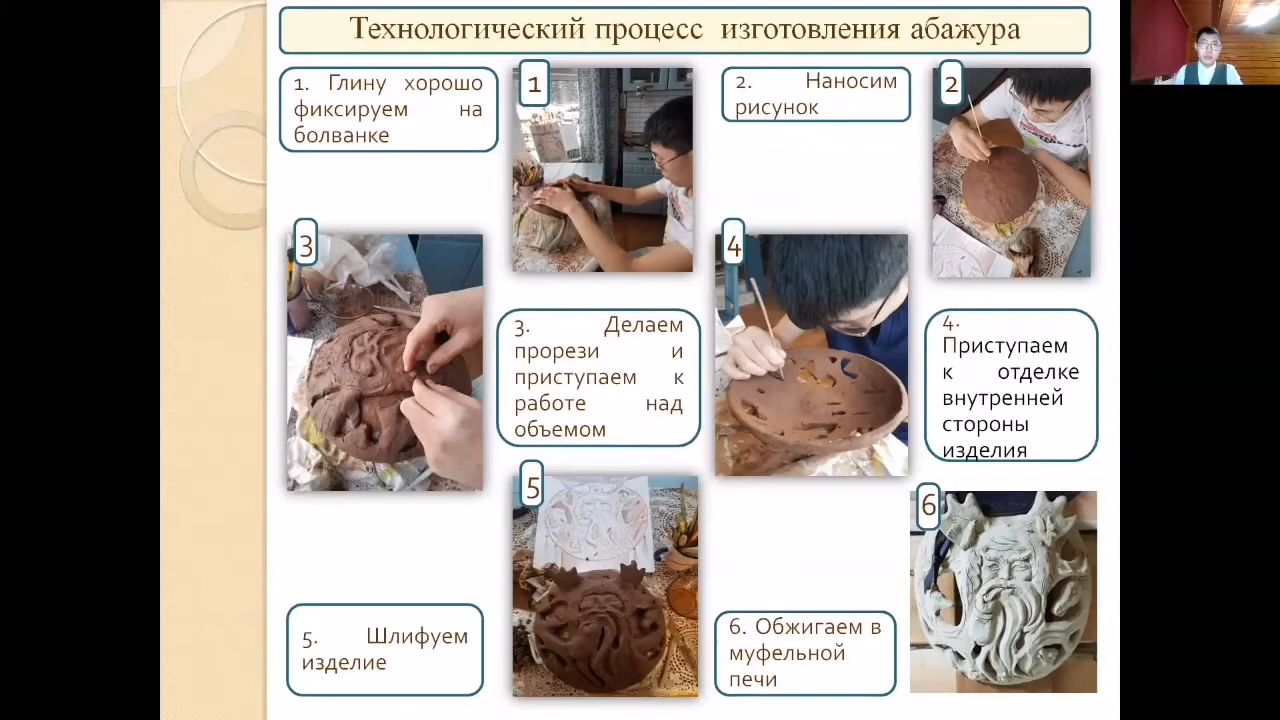 Технологический процесс изготовления абажура
1. Глину хорошо
фиксируем на
болванке
1
2. Наносим
рисунок
2
3
3. Делаем
прорези и
приступаем к
работе над
объемом
4
4.
Приступаем
к отделке
внутренней
стороны
изделия
5. Шлифуем
изделие
5
6. Обжигаем в
муфельной
печи
6